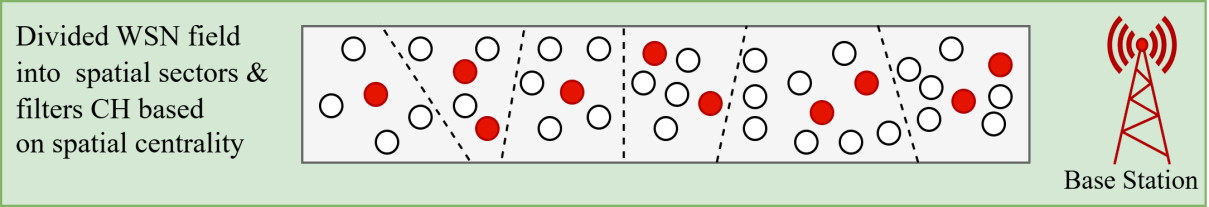 Divided WSN field
into spatial sectors &
filters CH based
on spatial centrality
Base Station